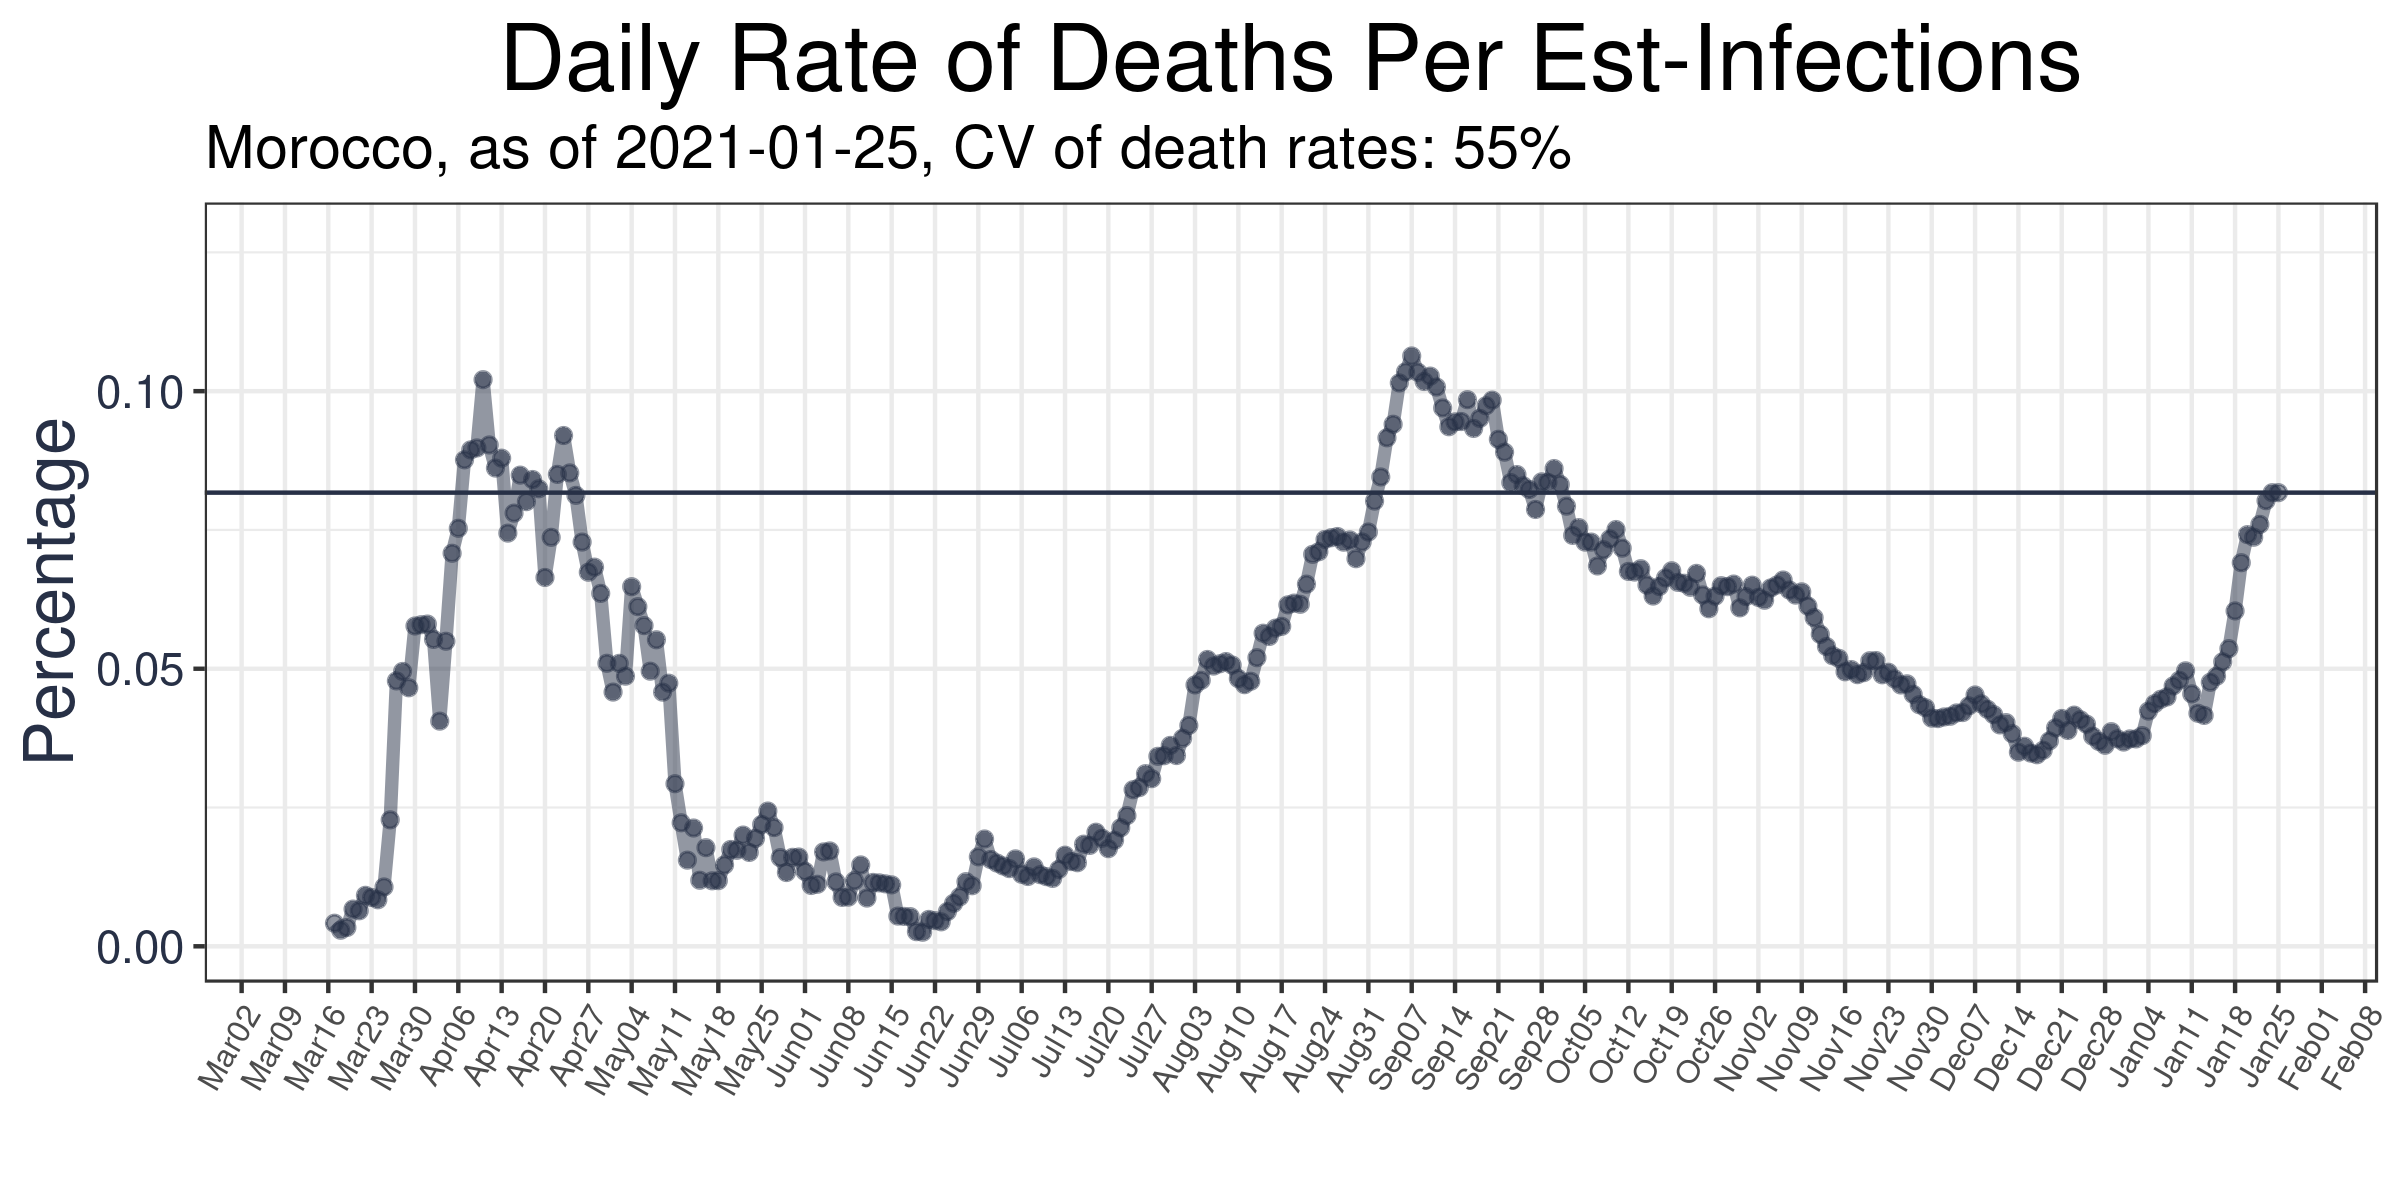 Daily Rate of Deaths Per Est-Infections
Morocco, as of 2021-01-25, CV of death rates: 55%
Percentage
0.10
0.05
0.00
Mar02
Mar09
Mar16
Mar23
Mar30
Apr06
Apr13
Apr20
Apr27
May04
May11
May18
May25
Jun01
Jun08
Jun15
Jun22
Jun29
Jul06
Jul13
Jul20
Jul27
Aug03
Aug10
Aug17
Aug24
Aug31
Sep07
Sep14
Sep21
Sep28
Oct05
Oct12
Oct19
Oct26
Nov02
Nov09
Nov16
Nov23
Nov30
Dec07
Dec14
Dec21
Dec28
Jan04
Jan11
Jan18
Jan25
Feb01
Feb08